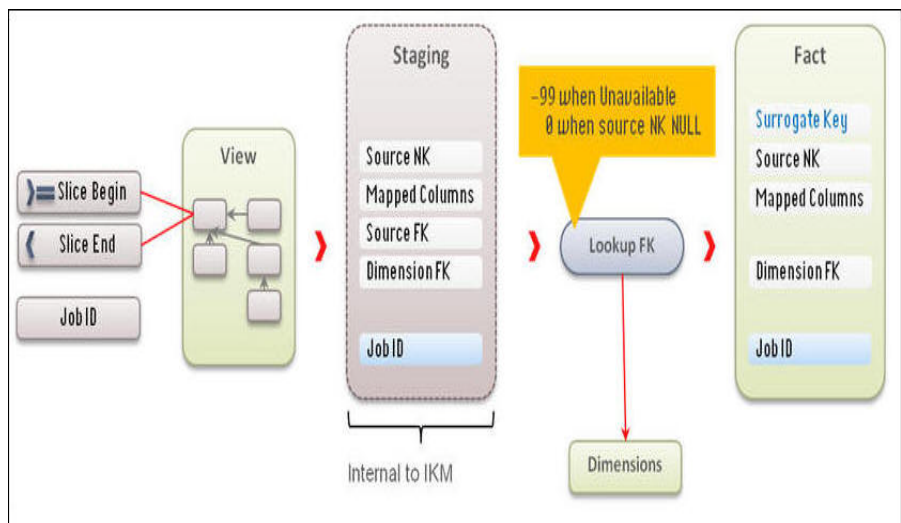 Staging
Fact
-99 when Unavailable
0 when source NK NULL
Surrogate Key
View
Source NK
Source NK
>= Slice Begin
Mapped Columns
Mapped Columns
< Slice End
Source FK
Lookup FK
Dimension FK
Dimension FK
Job ID
Job ID
Job ID
Internal to IKM
Dimensions